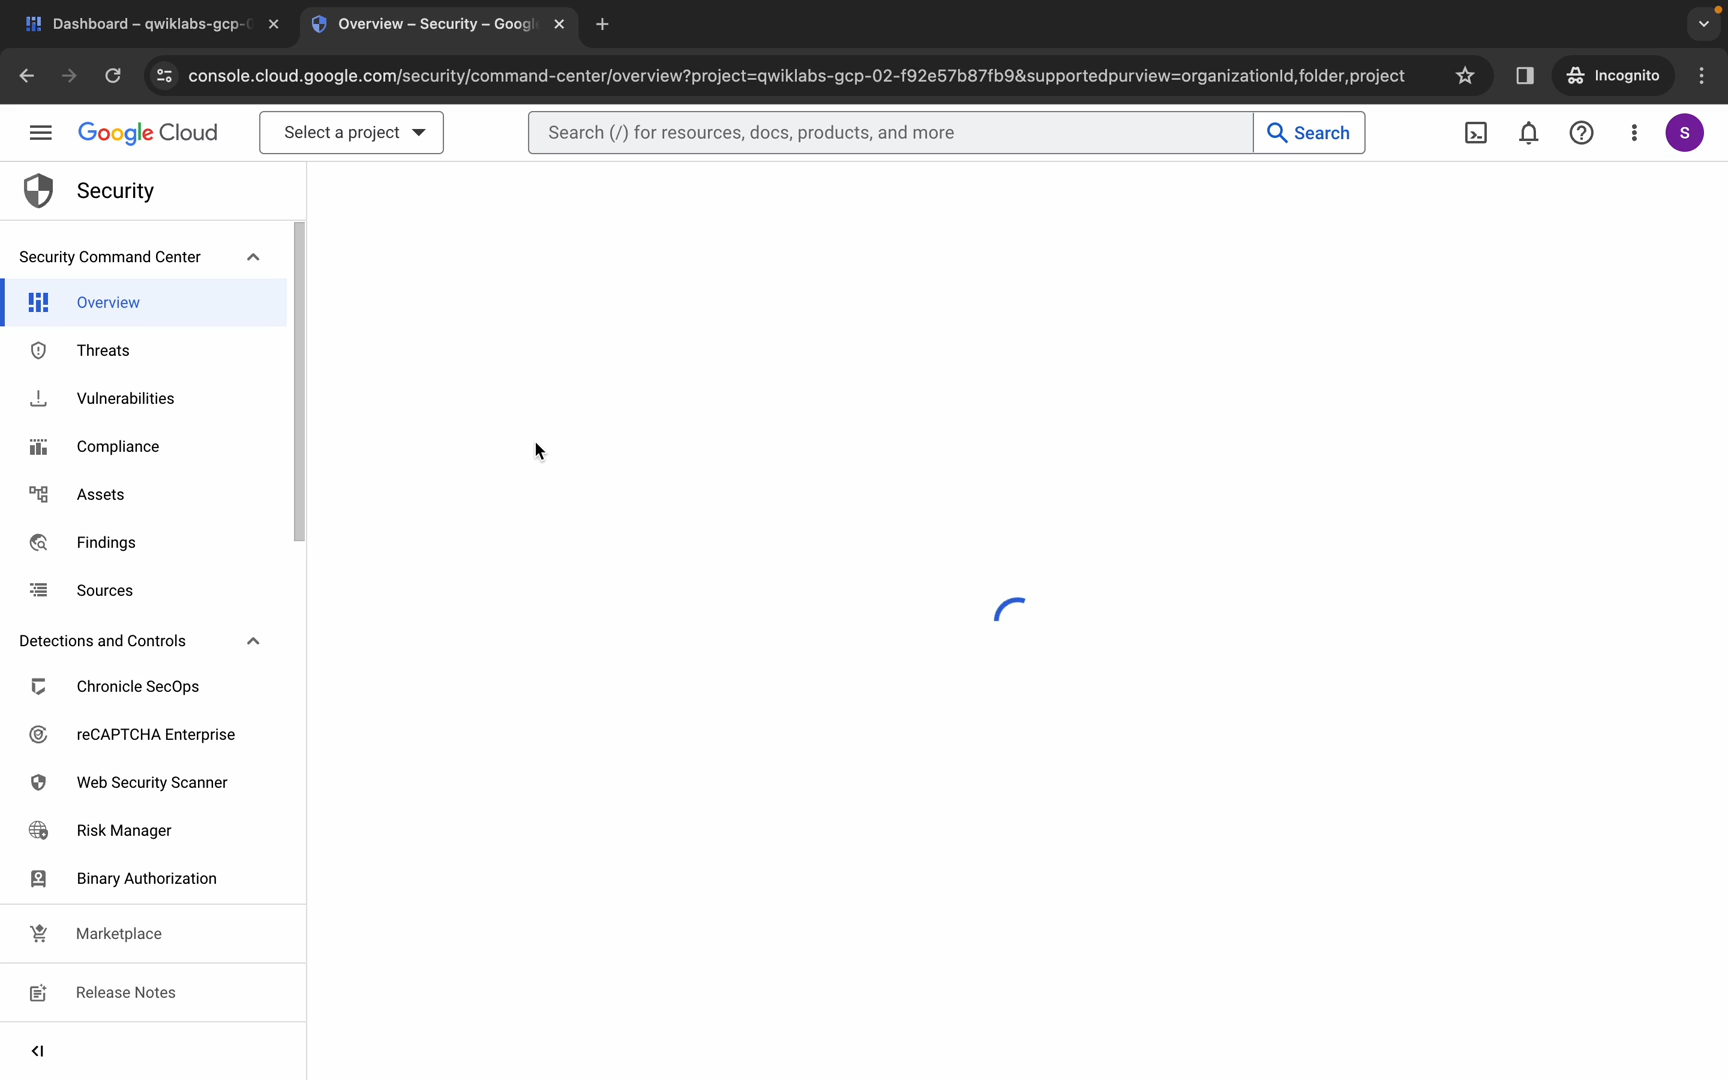 Dashboard – qwiklabs-gcp-
Overview – Security – Googl
console.cloud.google.com/security/command-center/overview?project=qwiklabs-gcp-02-f92e57b87fb9&supportedpurview=organizationId,folder,project
Incognito
Google Cloud
Select a project
Search (/) for resources, docs, products, and more
Search
S
Security
Security Command Center
Overview
Threats
Vulnerabilities
Compliance
Assets
Findings
Sources
Detections and Controls
Chronicle SecOps
reCAPTCHA Enterprise
Web Security Scanner
Risk Manager
Binary Authorization
Marketplace
Release Notes